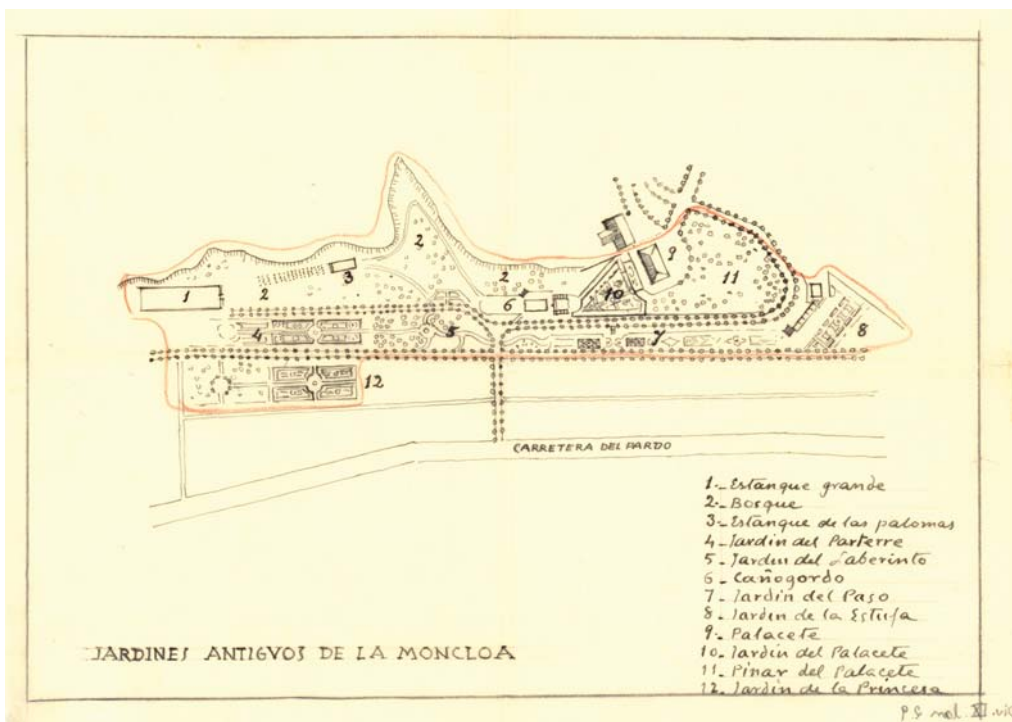 2
1
2
3
2
6
10
9
11
4
5
7
8
12
CARRETERA DEL PARDO
1-Estanque grande
2-Bosque
3-Estanque de las palomas
4-Jardin del Parterre
5-Jardin del Laberinto
6-Cañogordo
7-Jardin del Paso
8-Jardin de la Estufa
9-Palacete
10-Jardin del Palacete
11-Pinar del Palacete
12-Jardin de la Princesa
JARDINES ANTIGVOS DE LA MONCLOA